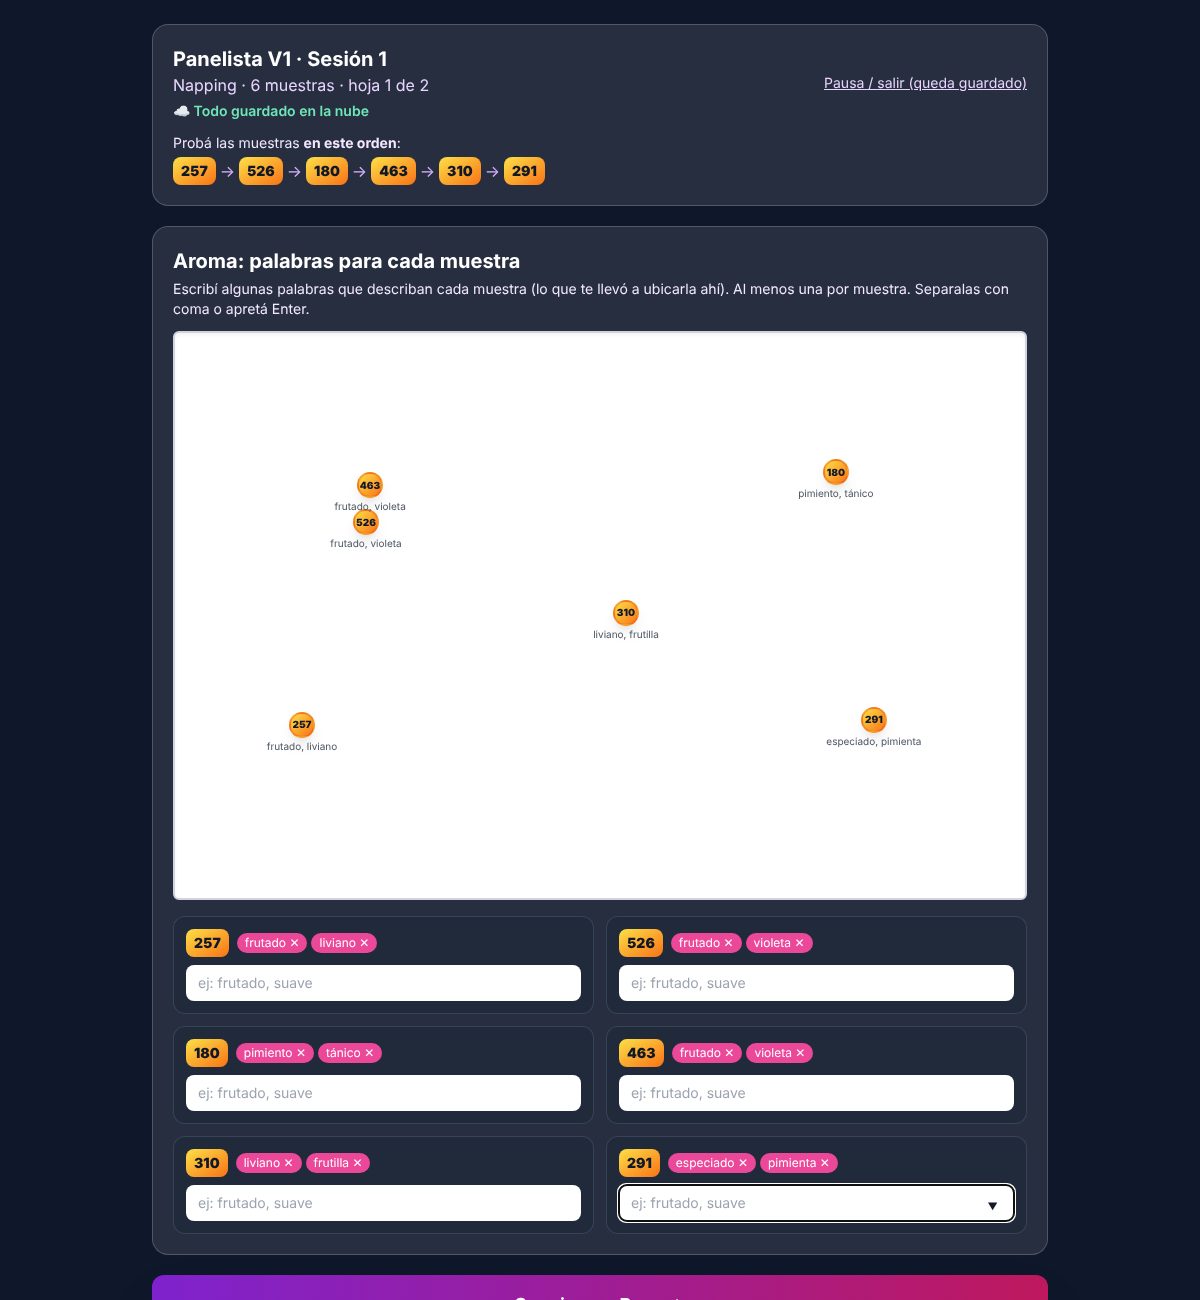 Panelista V1 · Sesión 1
Napping · 6 muestras · hoja 1 de 2
Pausa / salir (queda guardado)
☁️ Todo guardado en la nube
Probá las muestras en este orden:
257 → 526 → 180 → 463 → 310 → 291
Aroma: palabras para cada muestra
Escribí algunas palabras que describan cada muestra (lo que te llevó a ubicarla ahí). Al menos una por muestra. Separalas con
coma o apretá Enter.
180
pimiento, tánico
463
frutado, violeta
526
frutado, violeta
310
liviano, frutilla
257
frutado, liviano
291
especiado, pimienta
257 frutado ✕ liviano ✕
ej: frutado, suave
526 frutado ✕ violeta ✕
ej: frutado, suave
180 pimiento ✕ tánico ✕
ej: frutado, suave
463 frutado ✕ violeta ✕
ej: frutado, suave
310 liviano ✕ frutilla ✕
ej: frutado, suave
291 especiado ✕ pimienta ✕
ej: frutado, suave